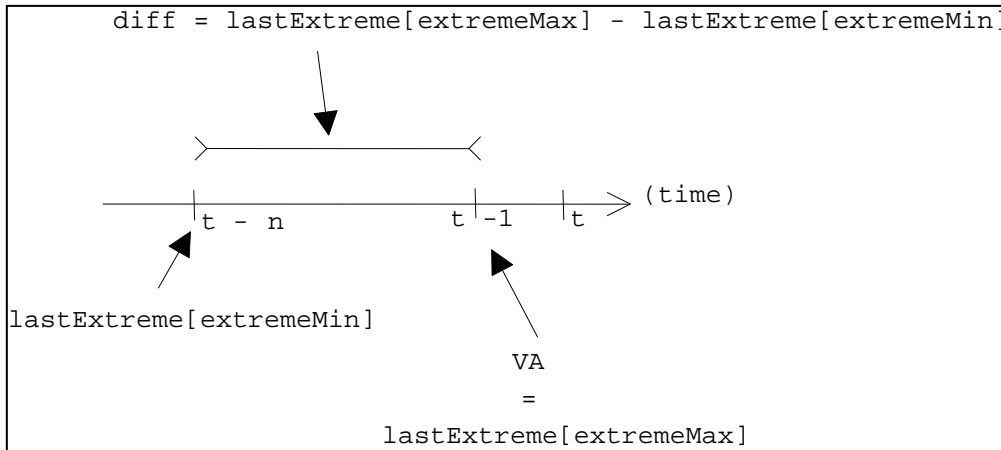 diff = lastExtreme[extremeMax] - lastExtreme[extremeMin]
(time)
t - n
t -1
t
lastExtreme[extremeMin]
VA
=
lastExtreme[extremeMax]